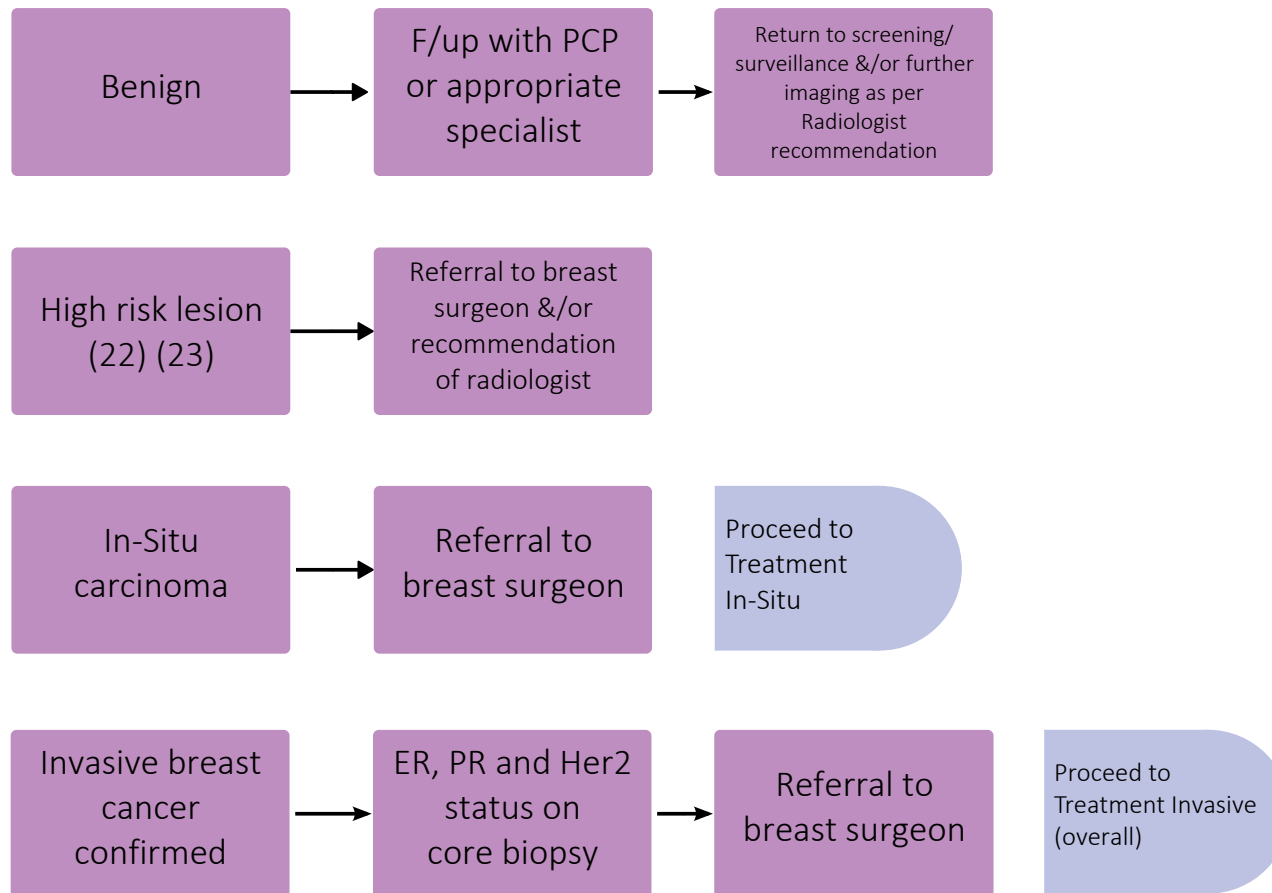 Benign
F/up with PCP
or appropriate
specialist
Return to screening/
surveillance &/or further
imaging as per
Radiologist
recommendation
High risk lesion
(22) (23)
Referral to breast
surgeon &/or
recommendation
of radiologist
In-Situ
carcinoma
Referral to
breast surgeon
Proceed to
Treatment
In-Situ
Invasive breast
cancer
confirmed
ER, PR and Her2
status on
core biopsy
Referral to
breast surgeon
Proceed to
Treatment Invasive
(overall)